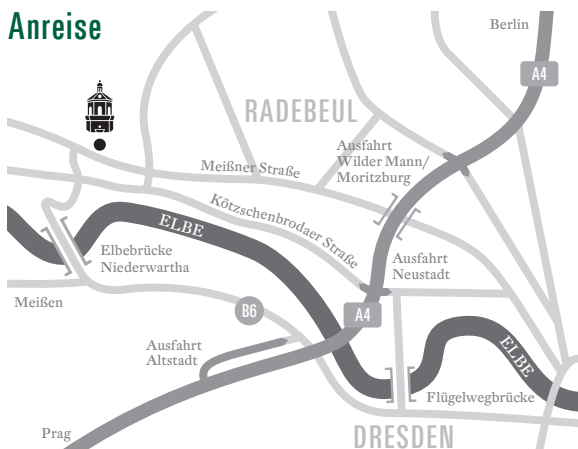 Anreise
Berlin
A4
RADEBEUL
Ausfahrt
Wilder Mann/
Moritzburg
Meißner Straße
Kötzschenbrodaer Straße
ELBE
Elbebrücke
Niederwartha
Ausfahrt
Neustadt
Meißen
B6
A4
Ausfahrt
Altstadt
ELBE
Flügelwegbrücke
Prag
DRESDEN